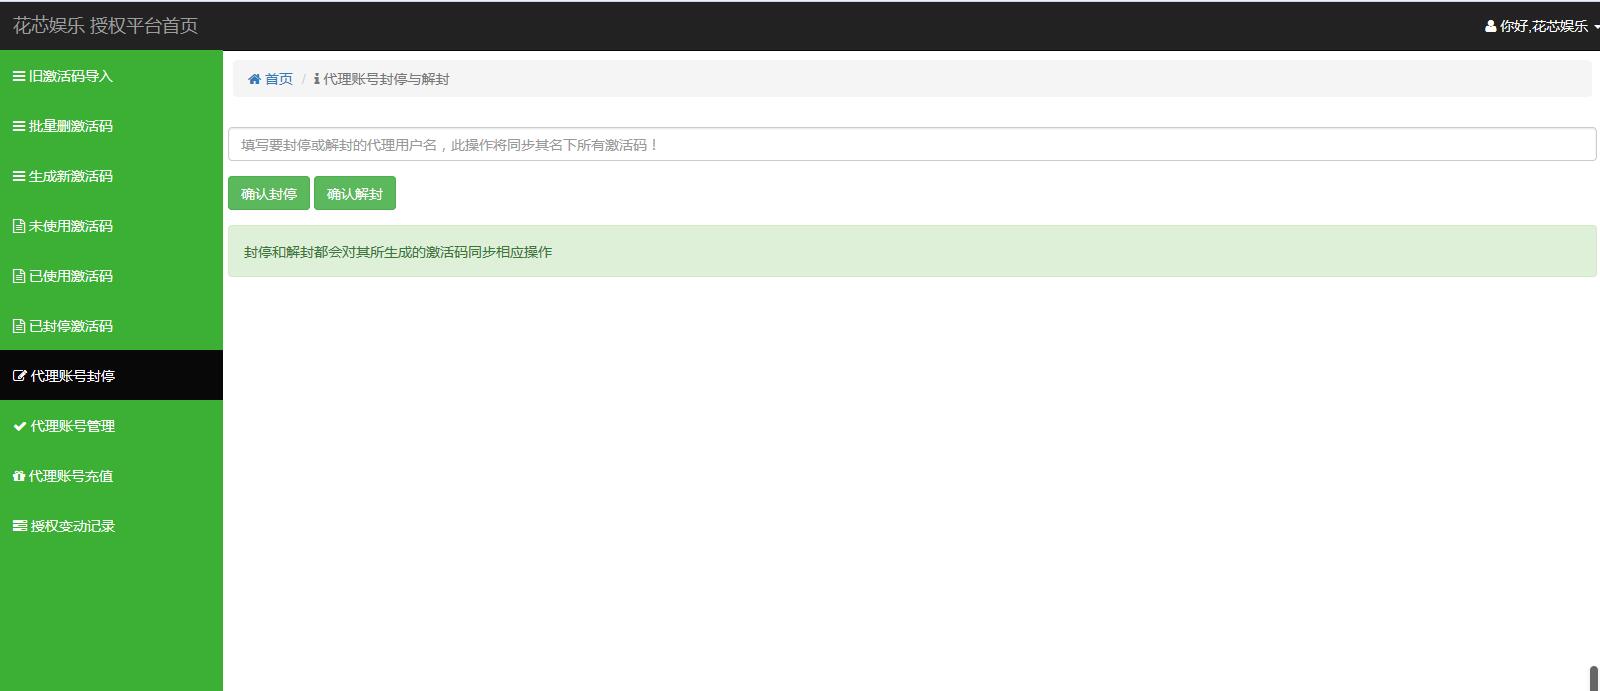 花芯娱乐 授权平台首页
你好,花芯娱乐
旧激活码导入
批量删激活码
生成新激活码
未使用激活码
已使用激活码
已封停激活码
代理账号封停
代理账号管理
代理账号充值
授权变动记录
首页 / 代理账号封停与解封
填写要封停或解封的代理用户名，此操作将同步其名下所有激活码！
确认封停 确认解封
封停和解封都会对其所生成的激活码同步相应操作